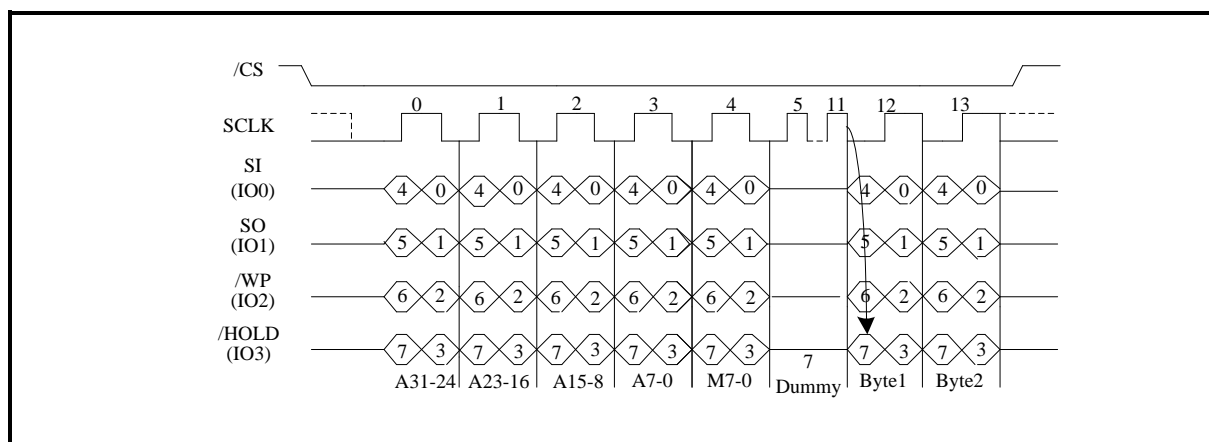 /CS
0 1 2 3 4 5 11 12 13
SCLK
SI
(IO0)
4 0 4 0 4 0 4 0 4 0 4 0 4 0
SO
(IO1)
5 1 5 1 5 1 5 1 5 1 5 1 5 1
/WP
(IO2)
6 2 6 2 6 2 6 2 6 2 6 2 6 2
/HOLD
(IO3)
7 3 7 3 7 3 7 3 7 3 7 7 3 7 3
A31-24 A23-16 A15-8 A7-0 M7-0 Dummy Byte1 Byte2